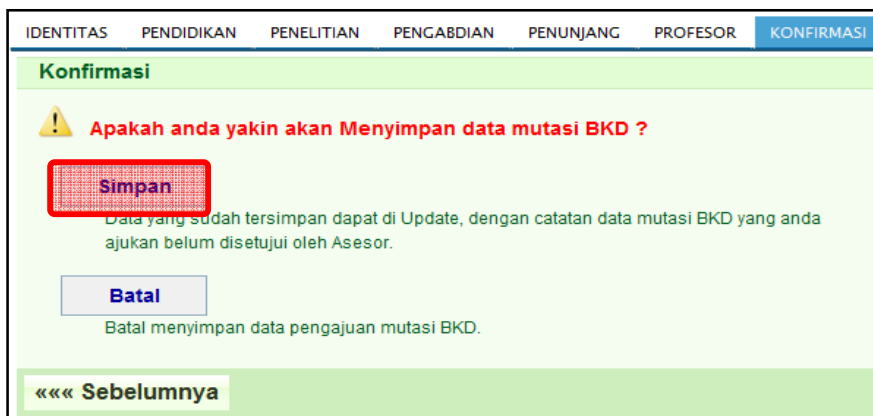 IDENTITAS PENDIDIKAN PENELITIAN PENGABDIAN PENUNJANG PROFESOR KONFIRMASI
Konfirmasi
Apakah anda yakin akan Menyimpan data mutasi BKD ?
Simpan
Data yang sudah tersimpan dapat di Update, dengan catatan data mutasi BKD yang anda
ajukan belum disetujui oleh Asesor.
Batal
Batal menyimpan data pengajuan mutasi BKD.
««« Sebelumnya